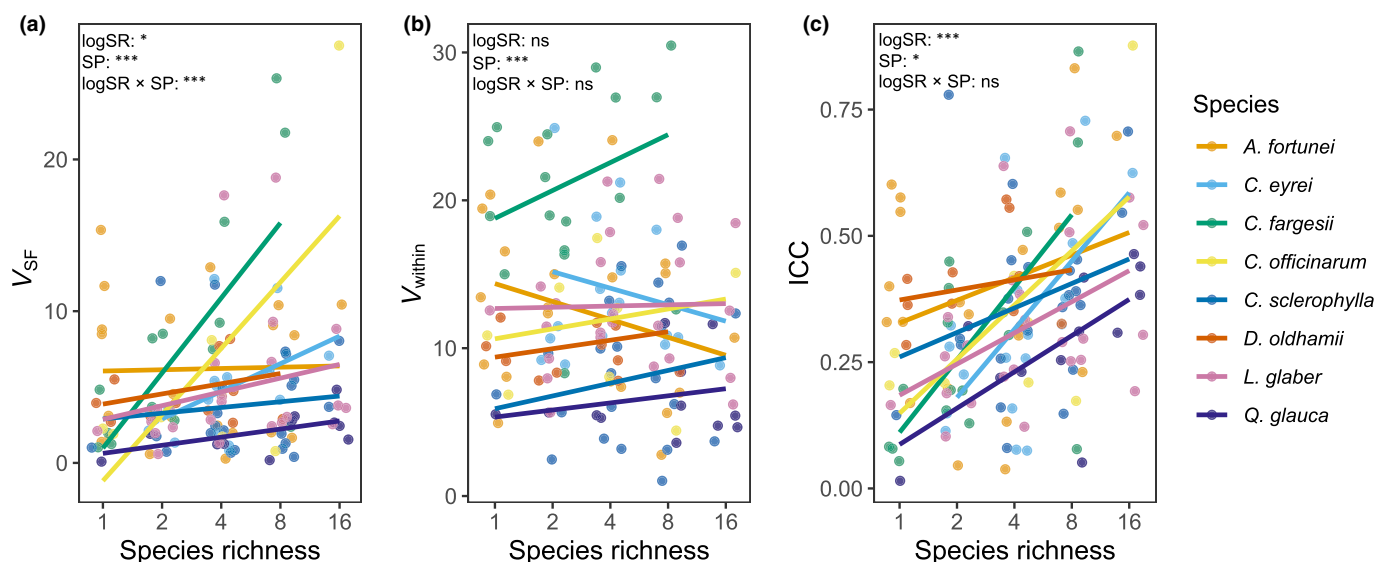 (a)
logSR: *
SP: ***
logSR × SP: ***
20
10
0
VSF
1 2 4 8 16
Species richness
(b)
logSR: ns
SP: ***
logSR × SP: ns
30
20
10
0
Vwithin
1 2 4 8 16
Species richness
(c)
logSR: ***
SP: *
logSR × SP: ns
0.75
0.50
0.25
0.00
ICC
1 2 4 8 16
Species richness
Species
A. fortunei
C. eyrei
C. fargesii
C. officinarum
C. sclerophylla
D. oldhamii
L. glaber
Q. glauca